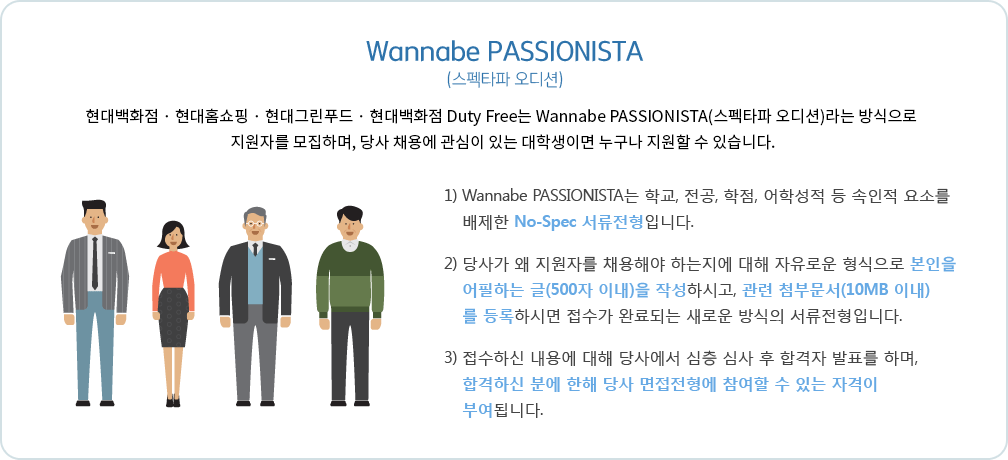 Wannabe PASSIONISTA
(스펙타파 오디션)
현대백화점 · 현대홈쇼핑 · 현대그린푸드 · 현대백화점 Duty Free는 Wannabe PASSIONISTA(스펙타파 오디션)라는 방식으로
지원자를 모집하며, 당사 채용에 관심이 있는 대학생이면 누구나 지원할 수 있습니다.
1) Wannabe PASSIONISTA는 학교, 전공, 학점, 어학성적 등 속인적 요소를
배제한 No-Spec 서류전형입니다.
2) 당사가 왜 지원자를 채용해야 하는지에 대해 자유로운 형식으로 본인을
어필하는 글(500자 이내)을 작성하시고, 관련 첨부문서(10MB 이내)
를 등록하시면 접수가 완료되는 새로운 방식의 서류전형입니다.
3) 접수하신 내용에 대해 당사에서 심층 심사 후 합격자 발표를 하며,
합격하신 분에 한해 당사 면접전형에 참여할 수 있는 자격이
부여됩니다.